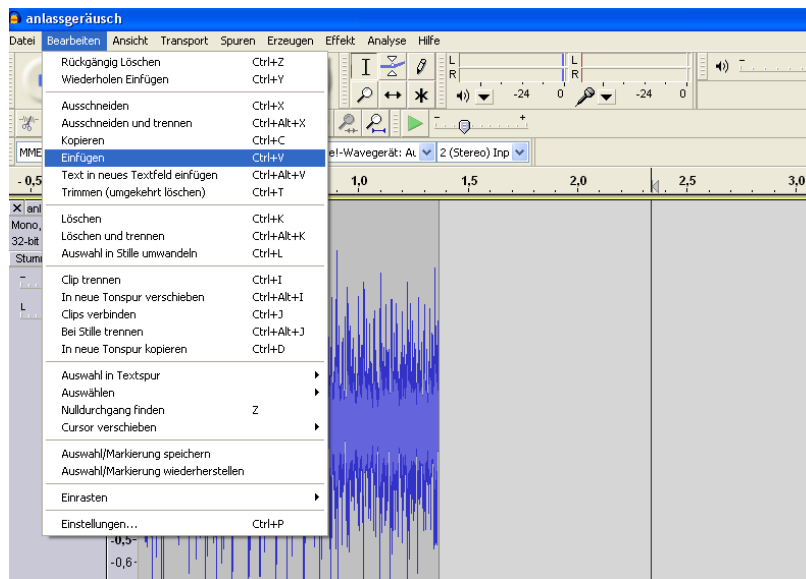 anlassgeräusch
Datei Bearbeiten Ansicht Transport Spuren Erzeugen Effekt Analyse Hilfe
Rückgängig Löschen Ctrl+Z
Wiederholen Einfügen Ctrl+Y
Ausschneiden Ctrl+X
Ausschneiden und trennen Ctrl+Alt+X
Kopieren Ctrl+C
Einfügen Ctrl+V
Text in neues Textfeld einfügen Ctrl+Alt+V
Trimmen (umgekehrt löschen) Ctrl+T
Löschen Ctrl+K
Löschen und trennen Ctrl+Alt+K
Auswahl in Stille umwandeln Ctrl+L
Clip trennen Ctrl+I
In neue Tonspur verschieben Ctrl+Alt+I
Clips verbinden Ctrl+J
Bei Stille trennen Ctrl+Alt+J
In neue Tonspur kopieren Ctrl+D
Auswahl in Textspur
Auswählen
Nulldurchgang finden Z
Cursor verschieben
Auswahl/Markierung speichern
Auswahl/Markierung wiederherstellen
Einrasten
Einstellungen... Ctrl+P
L L
R R
-24 0 -24 0
MME e!-Wavegerät: Au 2 (Stereo) Inp
- 0,5 1,0 1,5 2,0 2,5 3,0
X anl
Mono,
32-bit
Stum
L
-0,5-
-0,6-